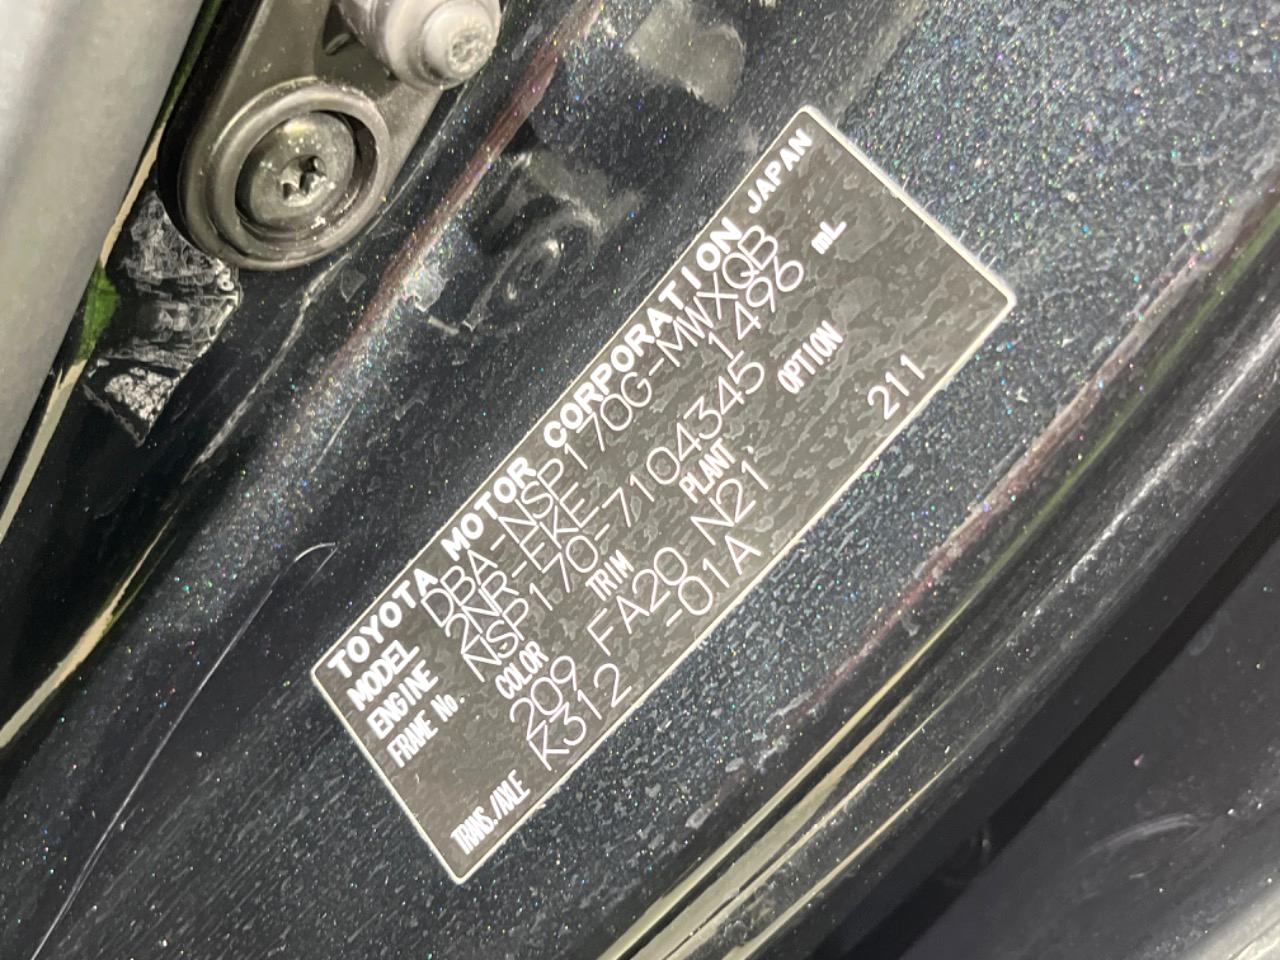 TOYOTA MOTOR CORPORATION JAPAN
MODEL DBA-NSP170G-MWXQB
ENGINE 2NR-FKE 1496 mL
FRAME No. NSP170-7104345
COLOR TRIM PLANT OPTION
209 FA20 N21 211
TRANS./AXLE K312 -01A